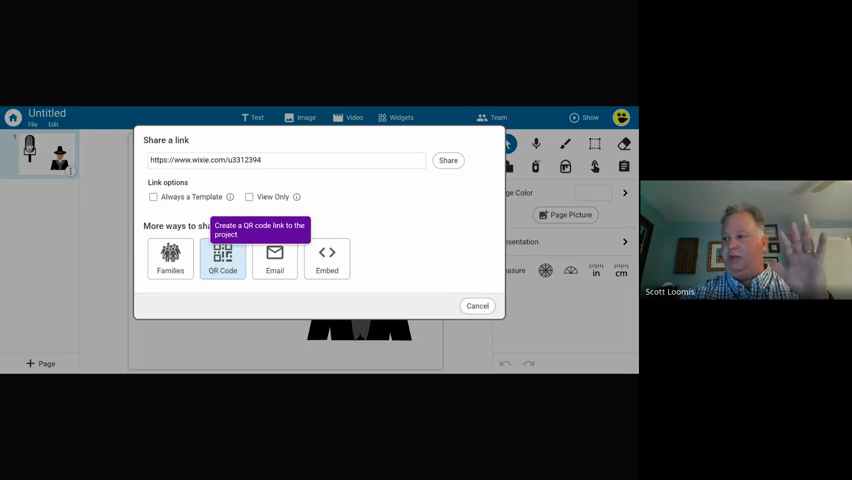 Untitled
File Edit
Text Image Video Widgets Team Show
1
Share a link
https://www.wixie.com/u3312394
Share
Link options
Always a Template View Only
More ways to sha
Create a QR code link to the
project
Families QR Code Email Embed
Cancel
ge Color
Page Picture
esentation
easure in cm
Page
Scott Loomis